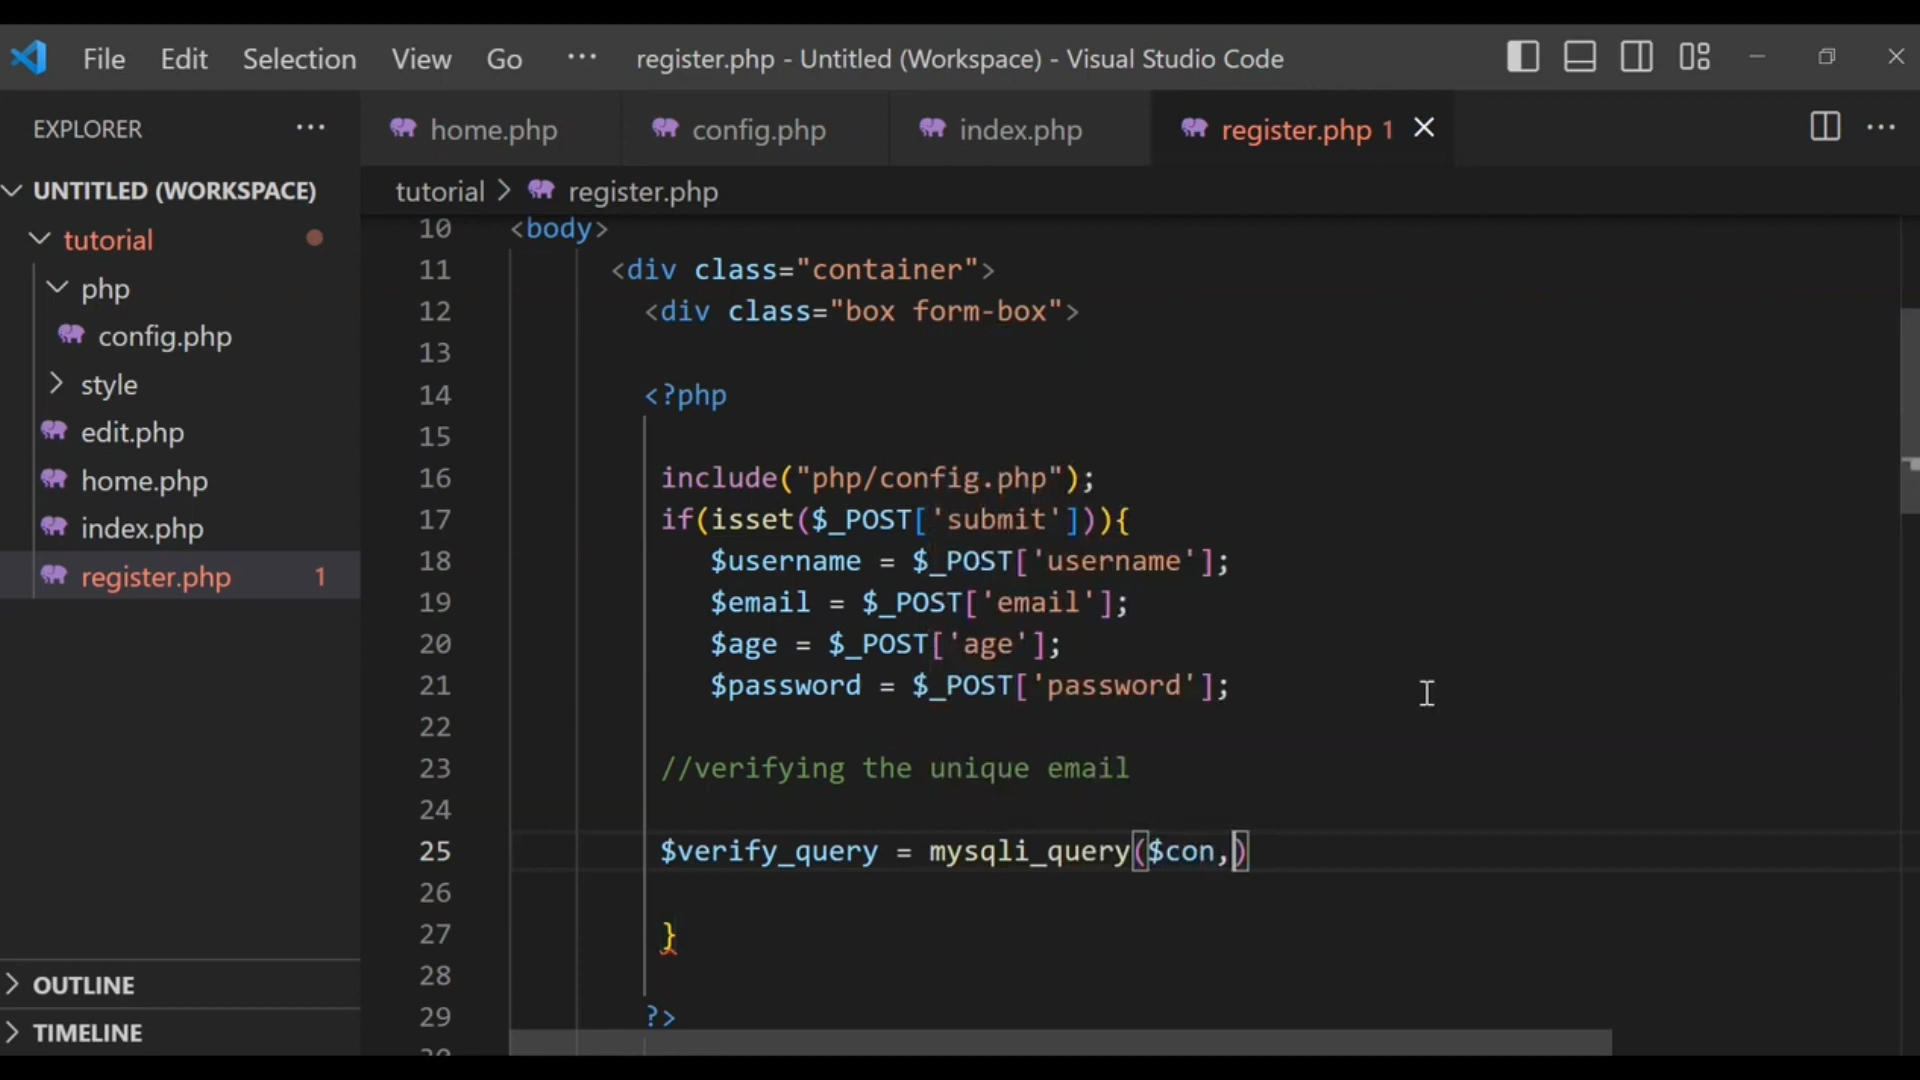 File Edit Selection View Go ··· register.php - Untitled (Workspace) - Visual Studio Code
EXPLORER ···
home.php config.php index.php register.php 1
UNTITLED (WORKSPACE)
tutorial
php
config.php
style
edit.php
home.php
index.php
register.php 1
OUTLINE
TIMELINE
tutorial > register.php
10 <body>
11 <div class="container">
12 <div class="box form-box">
13
14 <?php
15
16 include("php/config.php");
17 if(isset($_POST['submit'])){
18 $username = $_POST['username'];
19 $email = $_POST['email'];
20 $age = $_POST['age'];
21 $password = $_POST['password'];
22
23 //verifying the unique email
24
25 $verify_query = mysqli_query($con,)
26
27 }
28
29 ?>